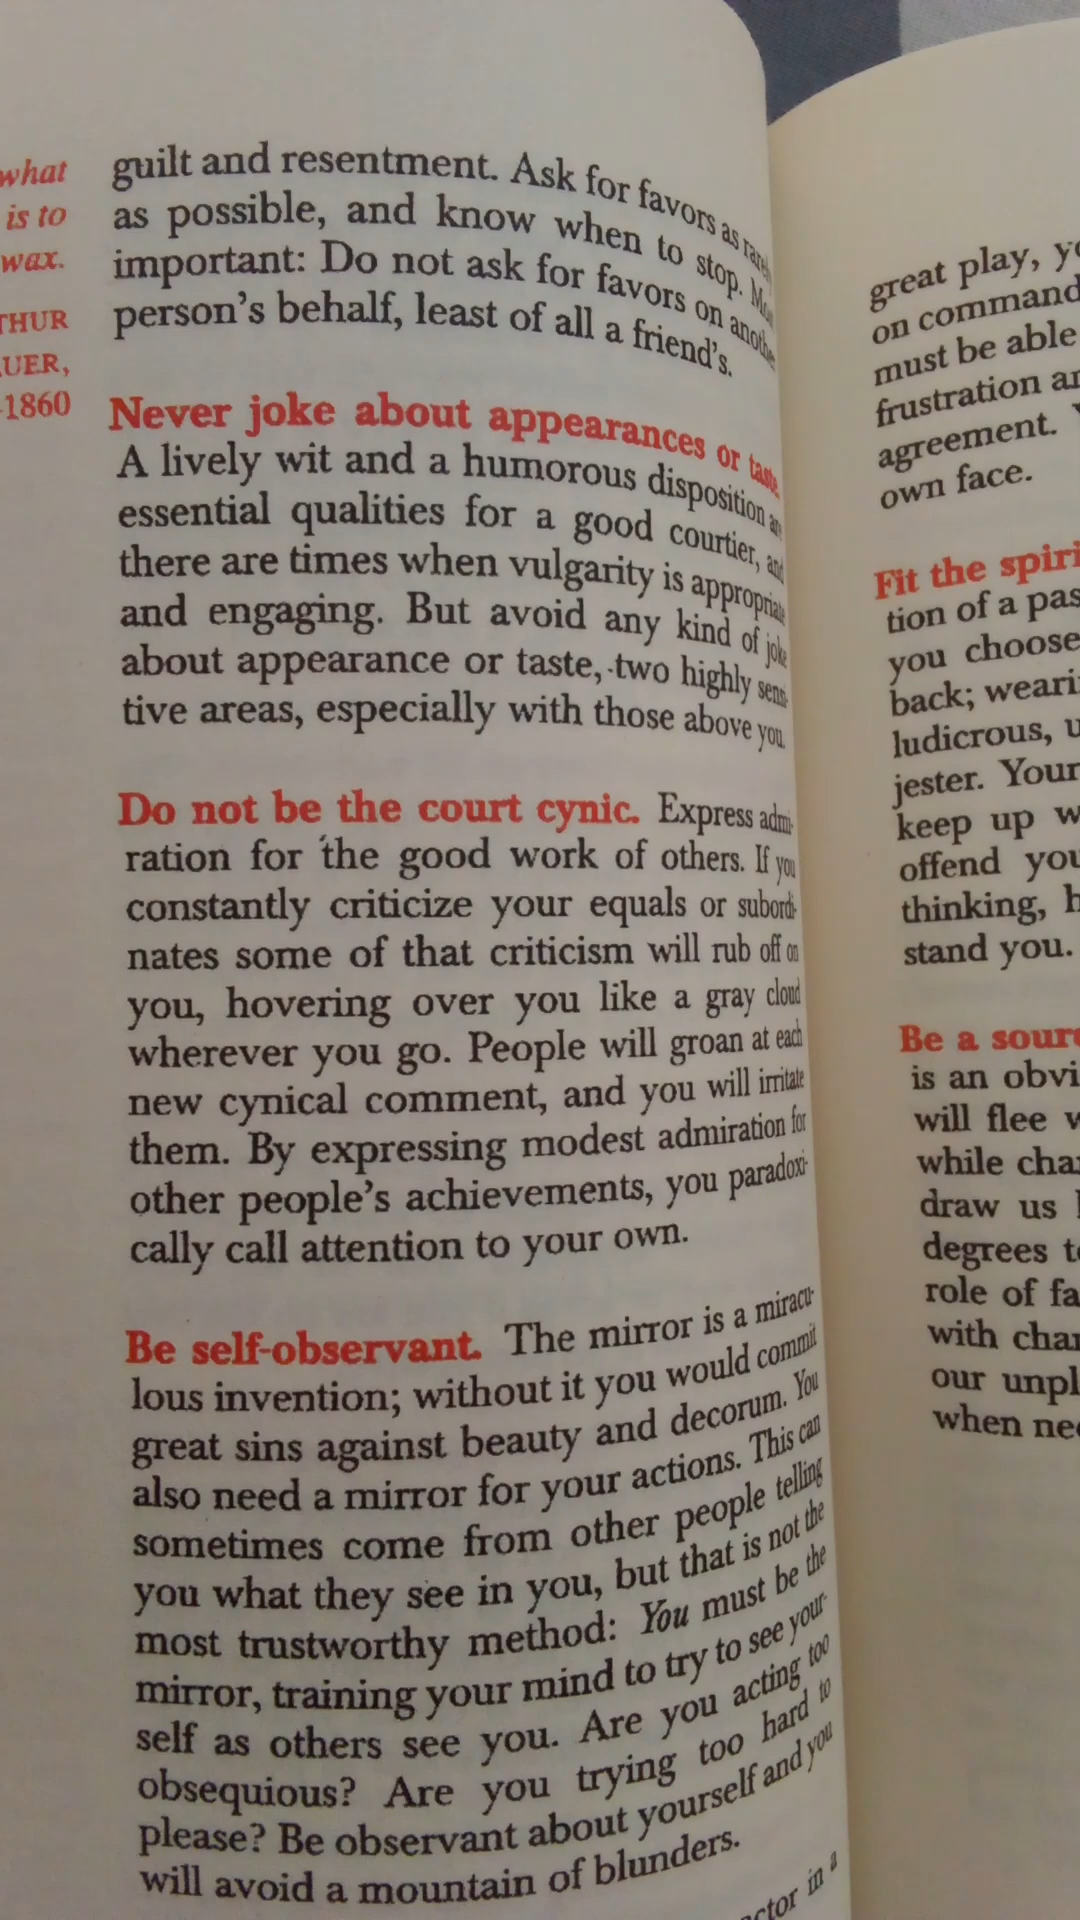 what
is to
wax.
THUR
AUER,
-1860
guilt and resentment. Ask for favors as rarely
as possible, and know when to stop. Most
important: Do not ask for favors on another
person's behalf, least of all a friend's.
Never joke about appearances or taste.
A lively wit and a humorous disposition are
essential qualities for a good courtier, and
there are times when vulgarity is appropriate
and engaging. But avoid any kind of joke
about appearance or taste, two highly sensi-
tive areas, especially with those above you.
Do not be the court cynic. Express admi-
ration for the good work of others. If you
constantly criticize your equals or subordi-
nates some of that criticism will rub off on
you, hovering over you like a gray cloud
wherever you go. People will groan at each
new cynical comment, and you will irritate
them. By expressing modest admiration for
other people's achievements, you paradoxi-
cally call attention to your own.
Be self-observant. The mirror is a miracu-
lous invention; without it you would commit
great sins against beauty and decorum. You
also need a mirror for your actions. This can
sometimes come from other people telling
you what they see in you, but that is not the
most trustworthy method: You must be the
mirror, training your mind to try to see your-
self as others see you. Are you acting too
obsequious? Are you trying too hard to
please? Be observant about yourself and you
will avoid a mountain of blunders.
actor in a
great play, yo
on command
must be able
frustration an
agreement. Y
own face.
Fit the spiri
tion of a pas
you choose
back; weari
ludicrous, u
jester. Your
keep up w
offend you
thinking, h
stand you.
Be a sourc
is an obvi
will flee w
while char
draw us
degrees to
role of fa
with char
our unpl
when nee